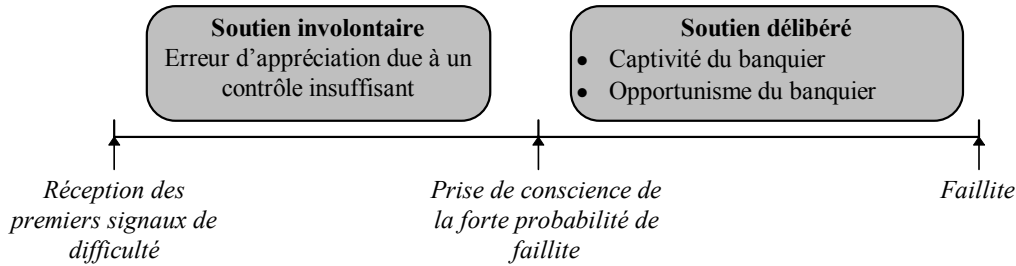 Soutien involontaire
Erreur d'appréciation due à un
contrôle insuffisant
Soutien délibéré
• Captivité du banquier
• Opportunisme du banquier
Réception des
premiers signaux de
difficulté
Prise de conscience de
la forte probabilité de
faillite
Faillite